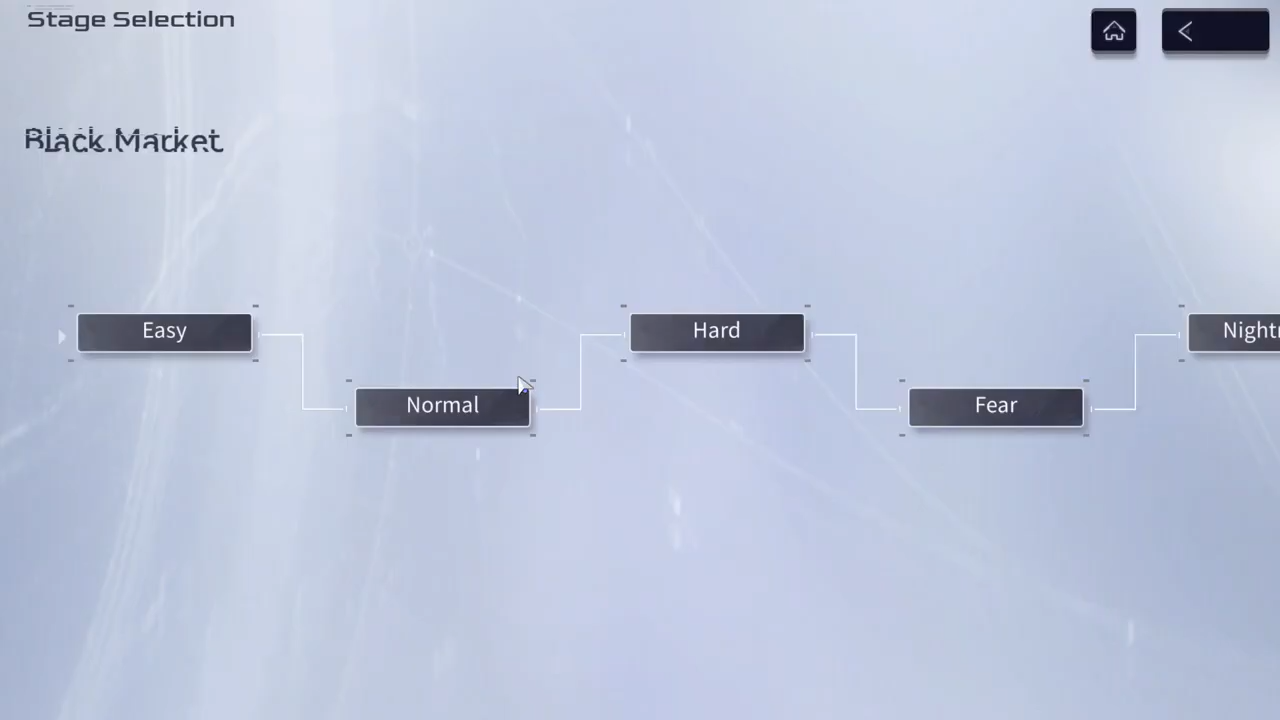 Stage Selection
Black.Market
Easy
Normal
Hard
Fear